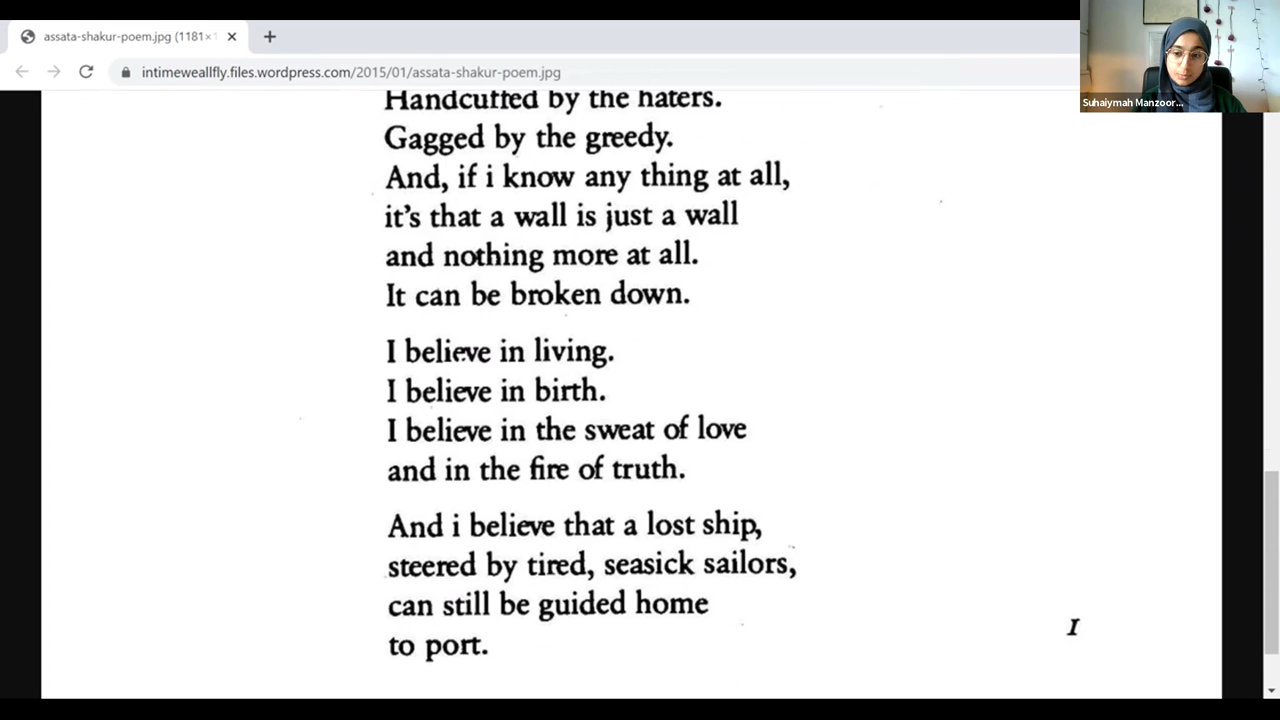 assata-shakur-poem.jpg (1181×1
intimeweallfly.files.wordpress.com/2015/01/assata-shakur-poem.jpg
Suhaiymah Manzoor...
Handcuffed by the haters.
Gagged by the greedy.
And, if i know any thing at all,
it's that a wall is just a wall
and nothing more at all.
It can be broken down.
I believe in living.
I believe in birth.
I believe in the sweat of love
and in the fire of truth.
And i believe that a lost ship,
steered by tired, seasick sailors,
can still be guided home
to port.
I